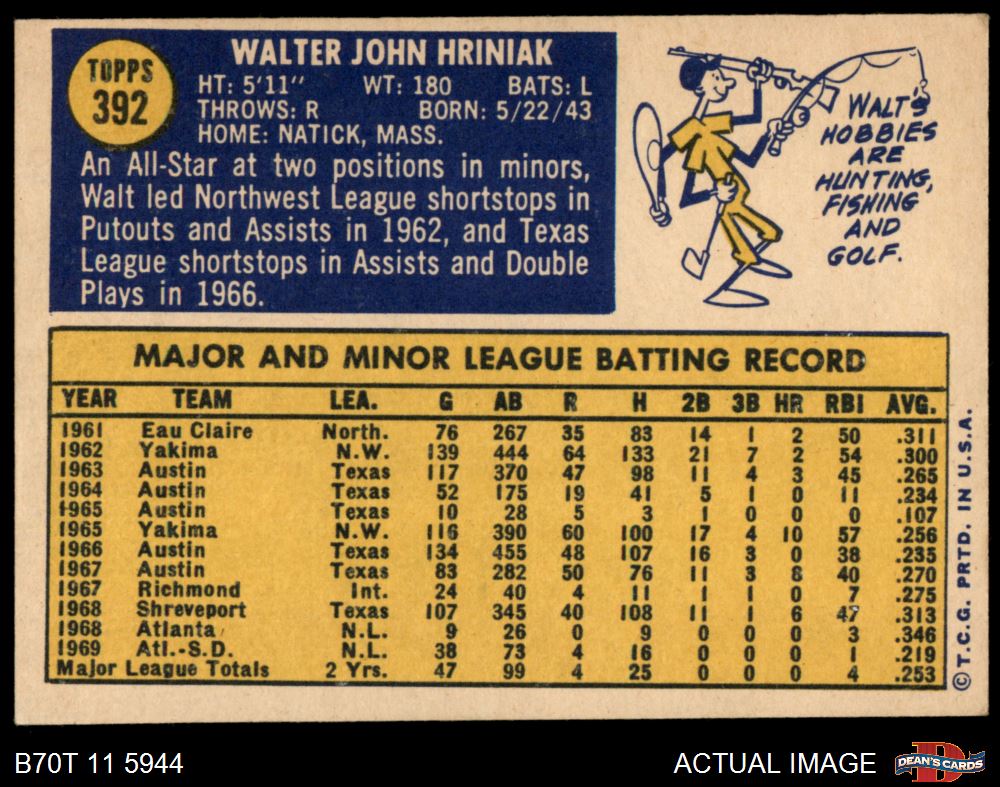 TOPPS
392
WALTER JOHN HRINIAK
HT: 5'11" WT: 180 BATS: L
THROWS: R BORN: 5/22/43
HOME: NATICK, MASS.
An All-Star at two positions in minors,
Walt led Northwest League shortstops in
Putouts and Assists in 1962, and Texas
League shortstops in Assists and Double
Plays in 1966.
WALT'S
HOBBIES
ARE
HUNTING,
FISHING
AND
GOLF.
MAJOR AND MINOR LEAGUE BATTING RECORD
YEAR TEAM LEA. G AB R H 2B 3B HR RBI AVG.
1961 Eau Claire North. 76 267 35 83 14 1 2 50 .311
1962 Yakima N.W. 139 444 64 133 21 7 2 54 .300
1963 Austin Texas 117 370 47 98 11 4 3 45 .265
1964 Austin Texas 52 175 19 41 5 1 0 11 .234
1965 Austin Texas 10 28 5 3 1 0 0 0 .107
1965 Yakima N.W. 116 390 60 100 17 4 10 57 .256
1966 Austin Texas 134 455 48 107 16 3 0 38 .235
1967 Austin Texas 83 282 50 76 11 3 8 40 .270
1967 Richmond Int. 24 40 4 11 1 1 0 7 .275
1968 Shreveport Texas 107 345 40 108 11 1 6 47 .313
1968 Atlanta N.L. 9 26 0 9 0 0 0 3 .346
1969 Atl.-S.D. N.L. 38 73 4 16 0 0 0 1 .219
Major League Totals 2 Yrs. 47 99 4 25 0 0 0 4 .253
© T.C.G. PRTD. IN U.S.A.
B70T 11 5944
ACTUAL IMAGE
DEAN'S CARDS